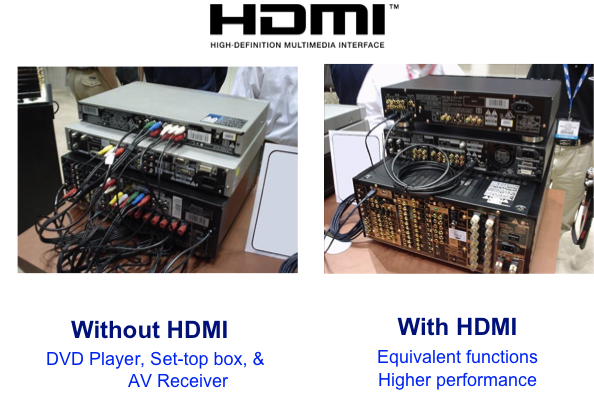 HDMI™
HIGH-DEFINITION MULTIMEDIA INTERFACE
Without HDMI
DVD Player, Set-top box, &
AV Receiver
With HDMI
Equivalent functions
Higher performance